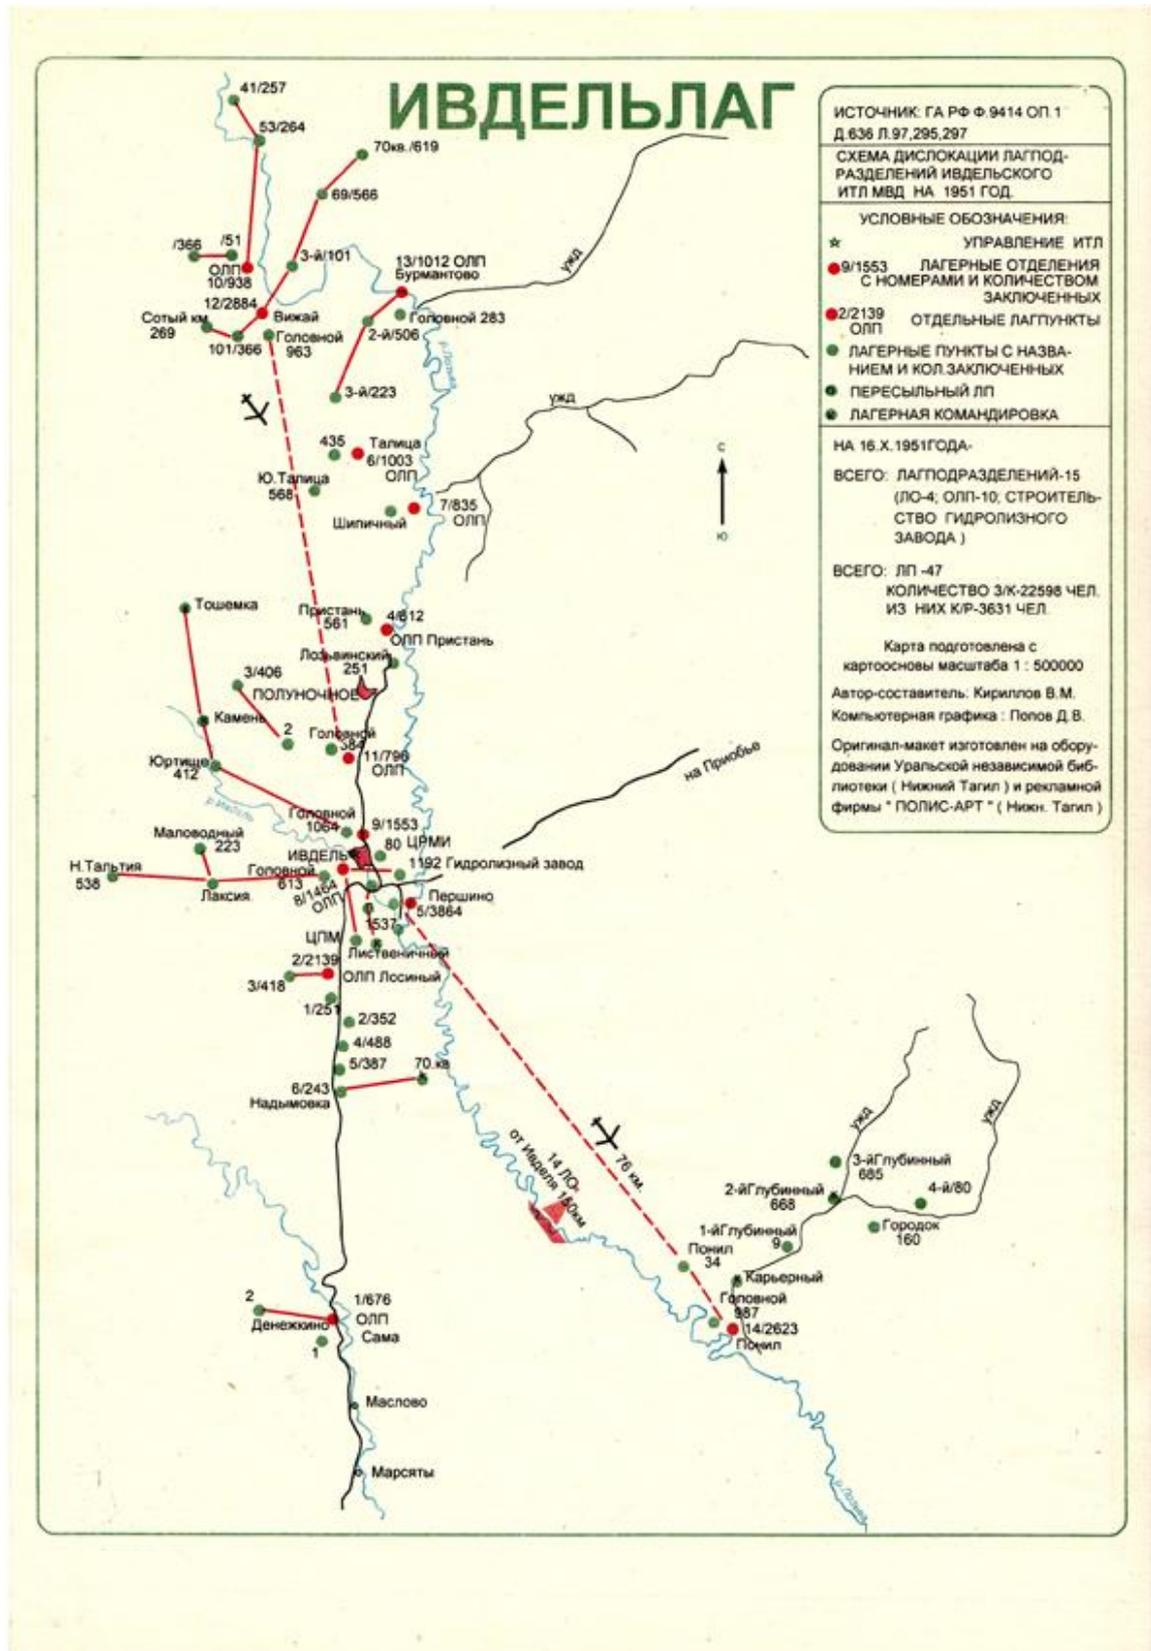 ИВДЕЛЬЛАГ
ИСТОЧНИК: ГА РФ Ф.9414 ОП.1
Д.636 Л.97,295,297
СХЕМА ДИСЛОКАЦИИ ЛАГПОД-
РАЗДЕЛЕНИЙ ИВДЕЛЬСКОГО
ИТЛ МВД НА 1951 ГОД.
УСЛОВНЫЕ ОБОЗНАЧЕНИЯ:
УПРАВЛЕНИЕ ИТЛ
9/1553 ЛАГЕРНЫЕ ОТДЕЛЕНИЯ
С НОМЕРАМИ И КОЛИЧЕСТВОМ
ЗАКЛЮЧЕННЫХ
2/2139
ОЛП ОТДЕЛЬНЫЕ ЛАГПУНКТЫ
ЛАГЕРНЫЕ ПУНКТЫ С НАЗВА-
НИЕМ И КОЛ.ЗАКЛЮЧЕННЫХ
ПЕРЕСЫЛЬНЫЙ ЛП
ЛАГЕРНАЯ КОМАНДИРОВКА
НА 16.X.1951ГОДА-
ВСЕГО: ЛАГПОДРАЗДЕЛЕНИЙ-15
(ЛО-4; ОЛП-10; СТРОИТЕЛЬ-
СТВО ГИДРОЛИЗНОГО
ЗАВОДА )
ВСЕГО: ЛП -47
КОЛИЧЕСТВО З/К-22598 ЧЕЛ.
ИЗ НИХ К/Р-3631 ЧЕЛ.
Карта подготовлена с
картоосновы масштаба 1 : 500000
Автор-составитель: Кириллов В.М.
Компьютерная графика : Попов Д.В.
Оригинал-макет изготовлен на обору-
довании Уральской независимой биб-
лиотеки ( Нижний Тагил ) и рекламной
фирмы " ПОЛИС-АРТ " ( Нижн. Тагил )
41/257
53/264
70кв./619
69/566
/366
/51
ОЛП
10/938
3-й/101
13/1012 ОЛП
Бурмантово
ужд
12/2884
Вижай
Сотый км
269
101/366
Головной
963
Головной 283
2-й/506
р.Лозьва
3-й/223
ужд
С
Ю
435
Талица
6/1003
ОЛП
Ю.Талица
568
Шипичный
7/835
ОЛП
Тошемка
Пристань
561
4/612
ОЛП Пристань
Лозьвинский
251
3/406
ПОЛУНОЧНОЕ
Камень
2
Головной
384
11/796
ОЛП
Юртище
412
р.Ивдель
на Приобье
Головной
1064
9/1553
80 ЦРМИ
Маловодный
223
ИВДЕЛЬ
1192 Гидролизный завод
Н.Тальтия
538
Лаксия
Головной
613
8/1464
ОЛП
Першино
5/3864
1537
ЦПМ
Лиственичный
2/2139
ОЛП Лосиный
3/418
1/251
2/352
4/488
5/387
70.кв
6/243
Надымовка
76 км.
14 ЛО-
от Ивделя 150км
ужд
ужд
3-йГлубинный
685
2-йГлубинный
668
4-й/80
1-йГлубинный
9
Городок
160
Понил
34
Карьерный
Головной
987
14/2623
Понил
2
1/676
ОЛП
Денежкино
Сама
1
Маслово
Марсяты
р.Лозьва